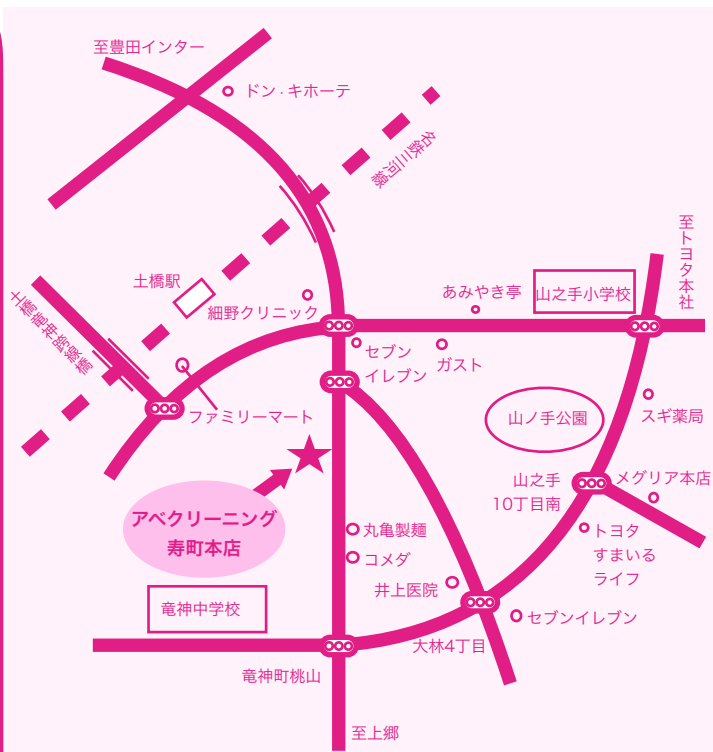 至豊田インター
ドン・キホーテ
名鉄三河線
至トヨタ本社
土橋駅
細野クリニック
あみやき亭
山之手小学校
土橋竜神跨線橋
セブン
イレブン
ガスト
ファミリーマート
山ノ手公園
スギ薬局
山之手
10丁目南
メグリア本店
アベクリーニング
寿町本店
丸亀製麺
コメダ
トヨタ
すまいる
ライフ
井上医院
竜神中学校
セブンイレブン
大林4丁目
竜神町桃山
至上郷